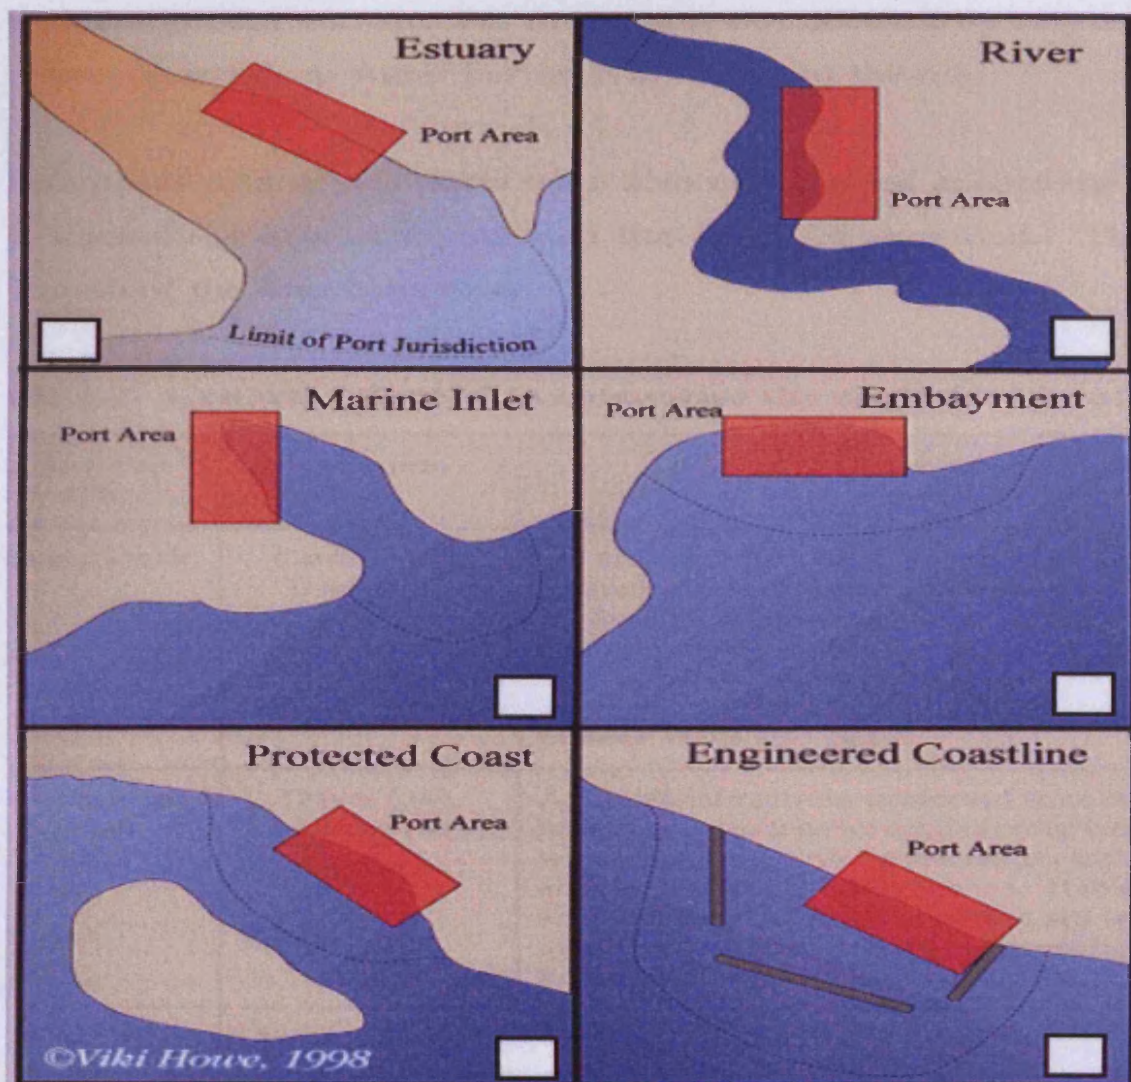 Estuary
Port Area
Limit of Port Jurisdiction
River
Port Area
Marine Inlet
Port Area
Embayment
Port Area
Protected Coast
Port Area
©Viki Howe, 1998
Engineered Coastline
Port Area